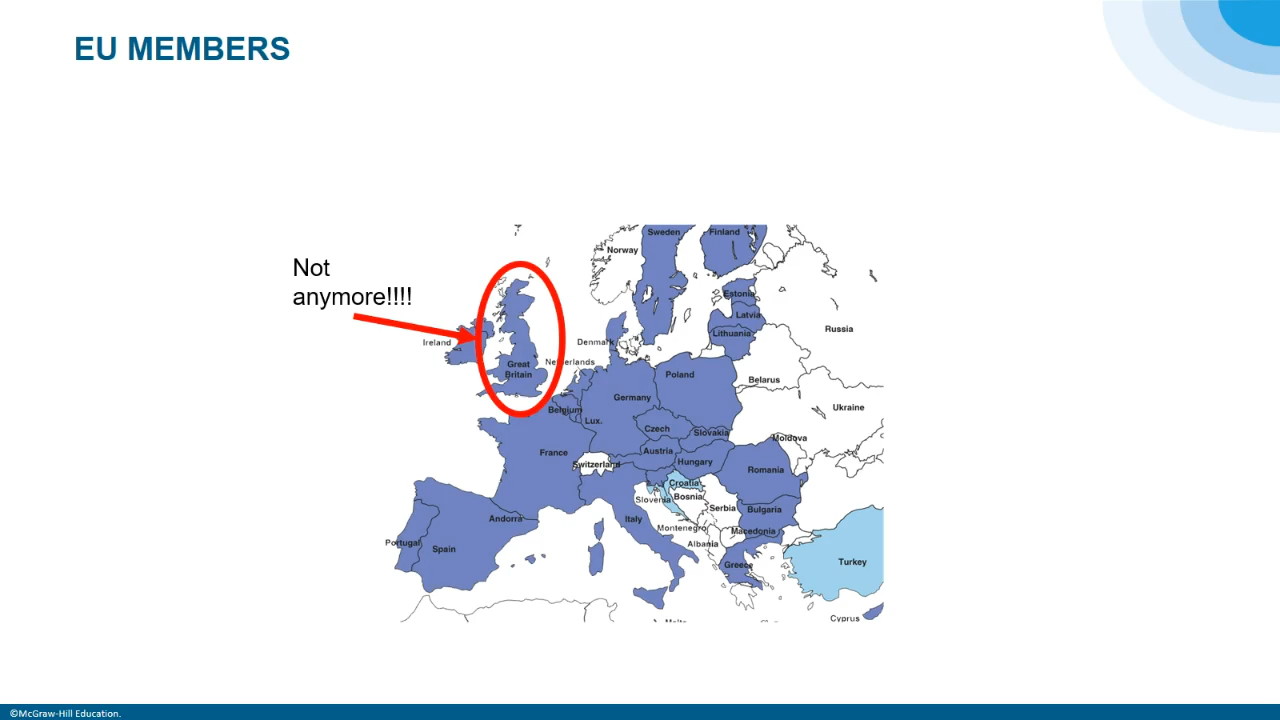 EU MEMBERS
Not
anymore!!!!
Sweden
Finland
Norway
Estonia
Latvia
Lithuania
Russia
Ireland
Denmark
Netherlands
Great
Britain
Poland
Belarus
Germany
Ukraine
Belgium
Lux.
Czech
Slovakia
Moldova
France
Austria
Switzerland
Hungary
Romania
Croatia
Slovenia
Bosnia
Serbia
Bulgaria
Andorra
Italy
Montenegro
Macedonia
Portugal
Spain
Albania
Greece
Turkey
Cyprus
©McGraw-Hill Education.